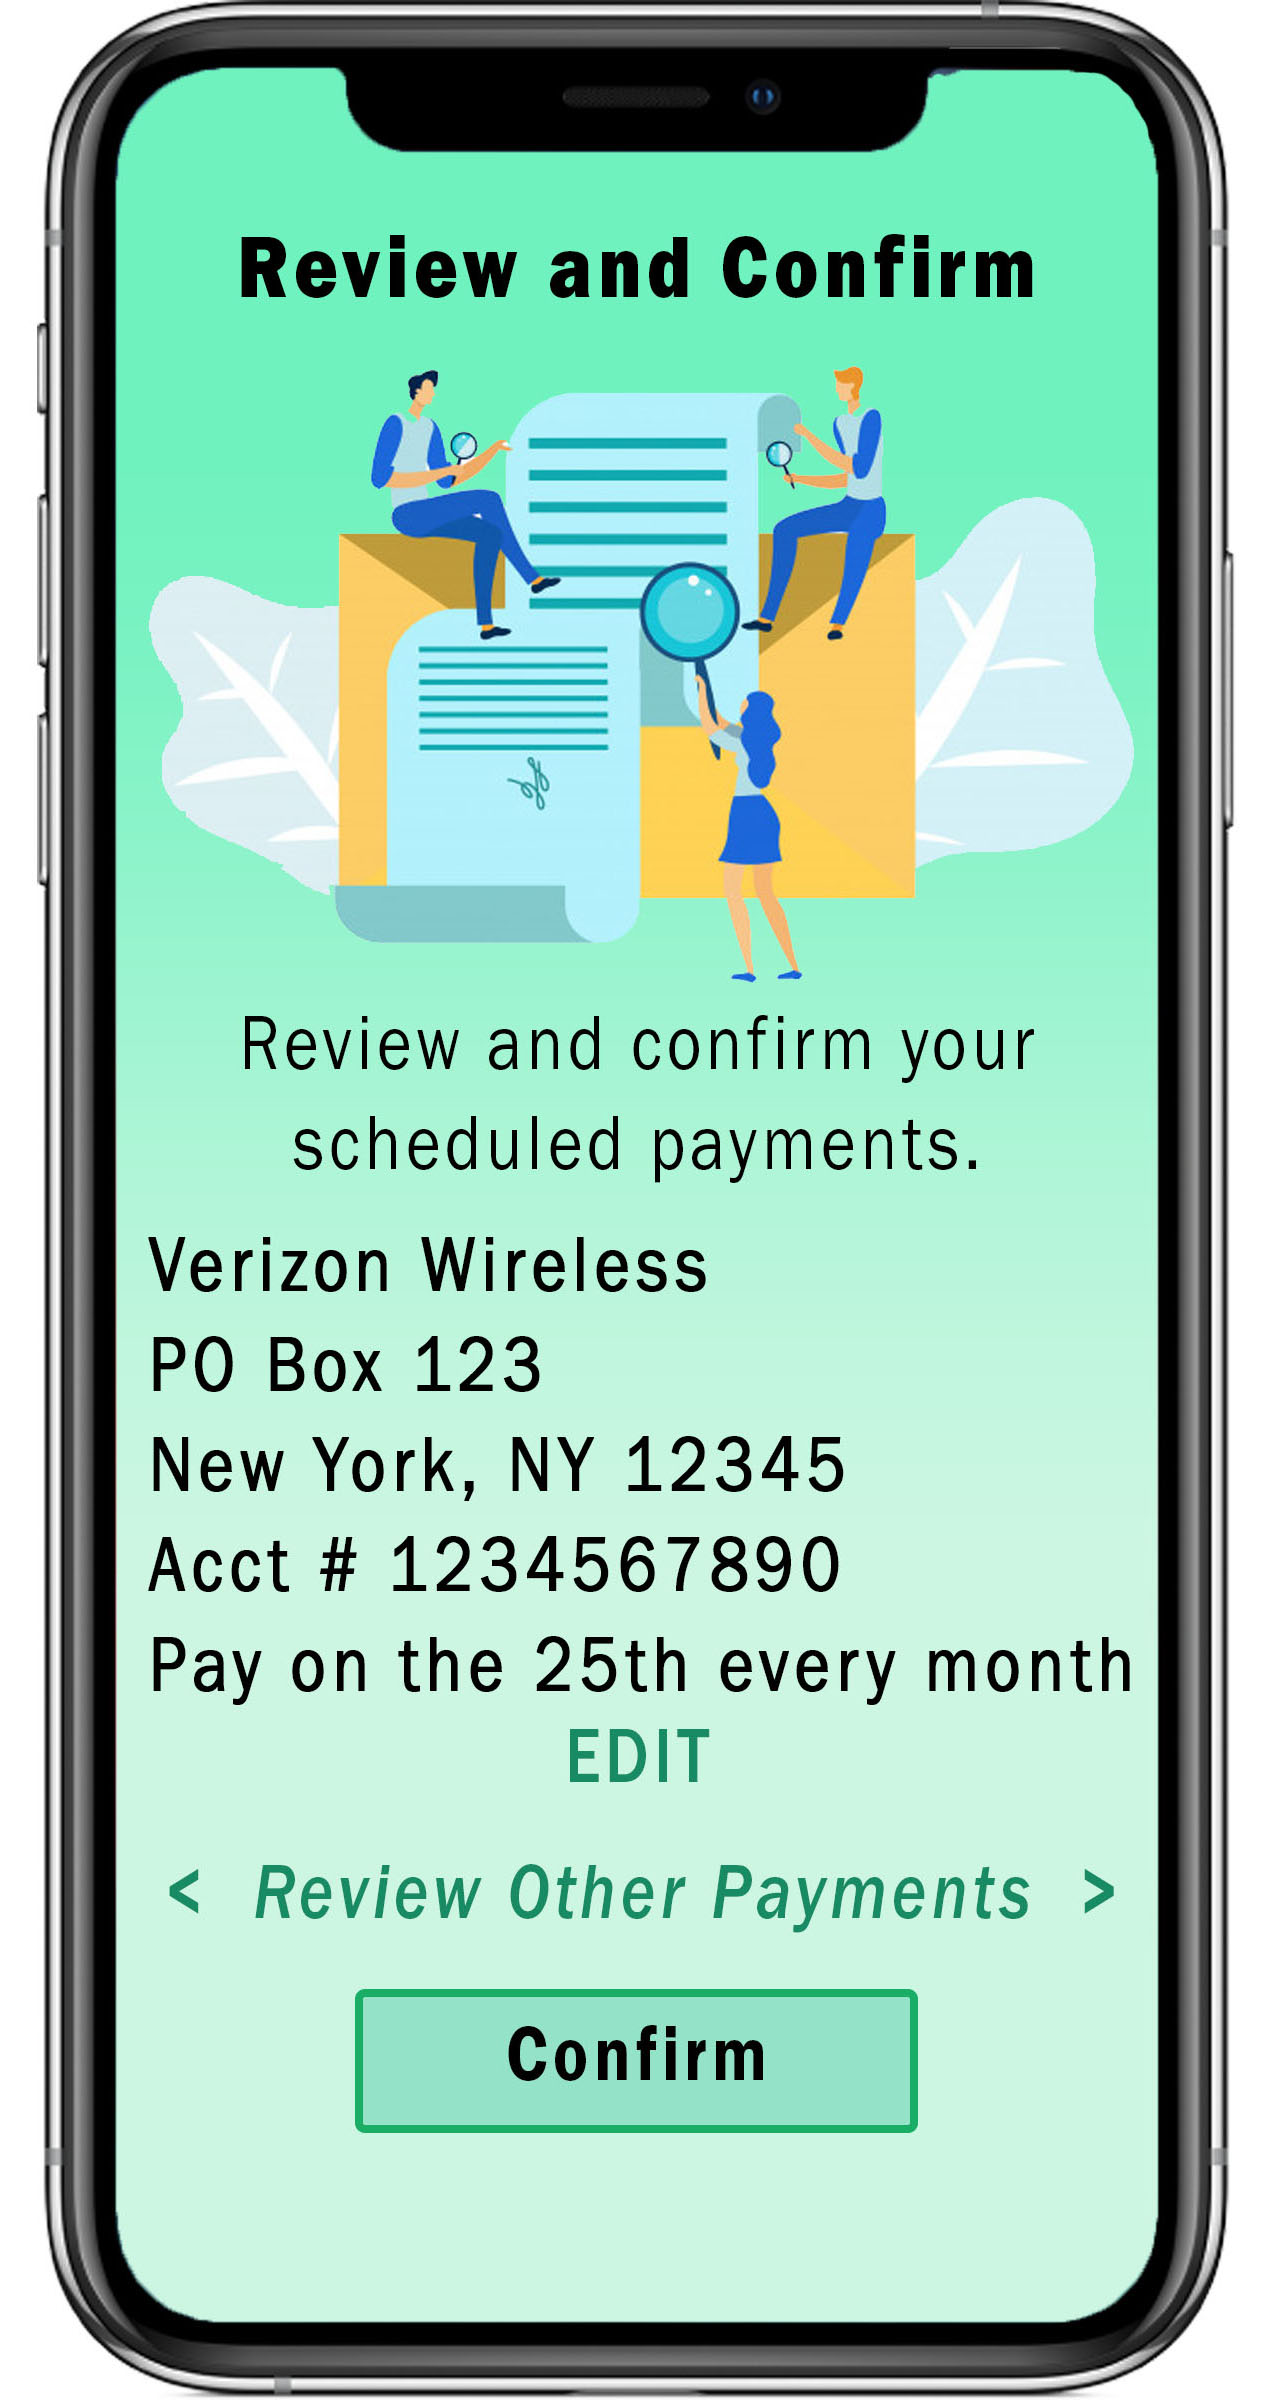 Review and Confirm
Review and confirm your
scheduled payments.
Verizon Wireless
PO Box 123
New York, NY 12345
Acct # 1234567890
Pay on the 25th every month
EDIT
< Review Other Payments >
Confirm